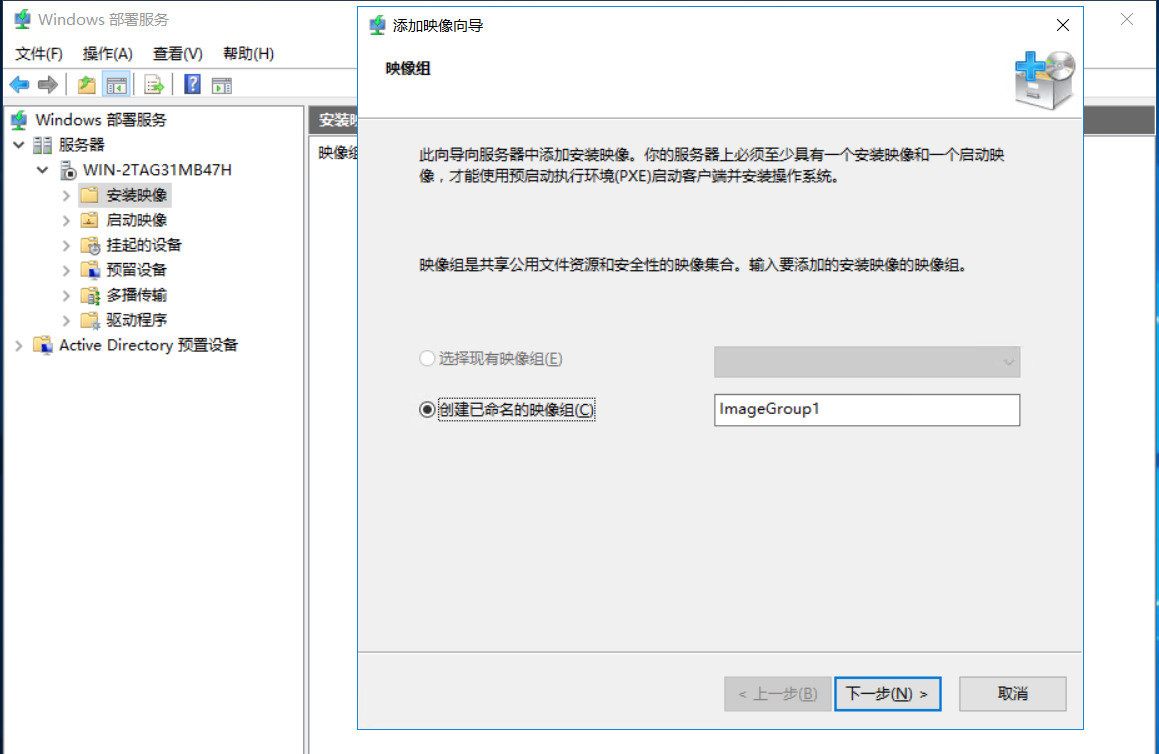 Windows 部署服务
文件(F) 操作(A) 查看(V) 帮助(H)
Windows 部署服务
服务器
WIN-2TAG31MB47H
安装映像
启动映像
挂起的设备
预留设备
多播传输
驱动程序
Active Directory 预置设备
安装映
映像组
添加映像向导
映像组
此向导向服务器中添加安装映像。你的服务器上必须至少具有一个安装映像和一个启动映
像，才能使用预启动执行环境(PXE)启动客户端并安装操作系统。
映像组是共享公用文件资源和安全性的映像集合。输入要添加的安装映像的映像组。
选择现有映像组(E)
创建已命名的映像组(C)
ImageGroup1
< 上一步(B)
下一步(N) >
取消